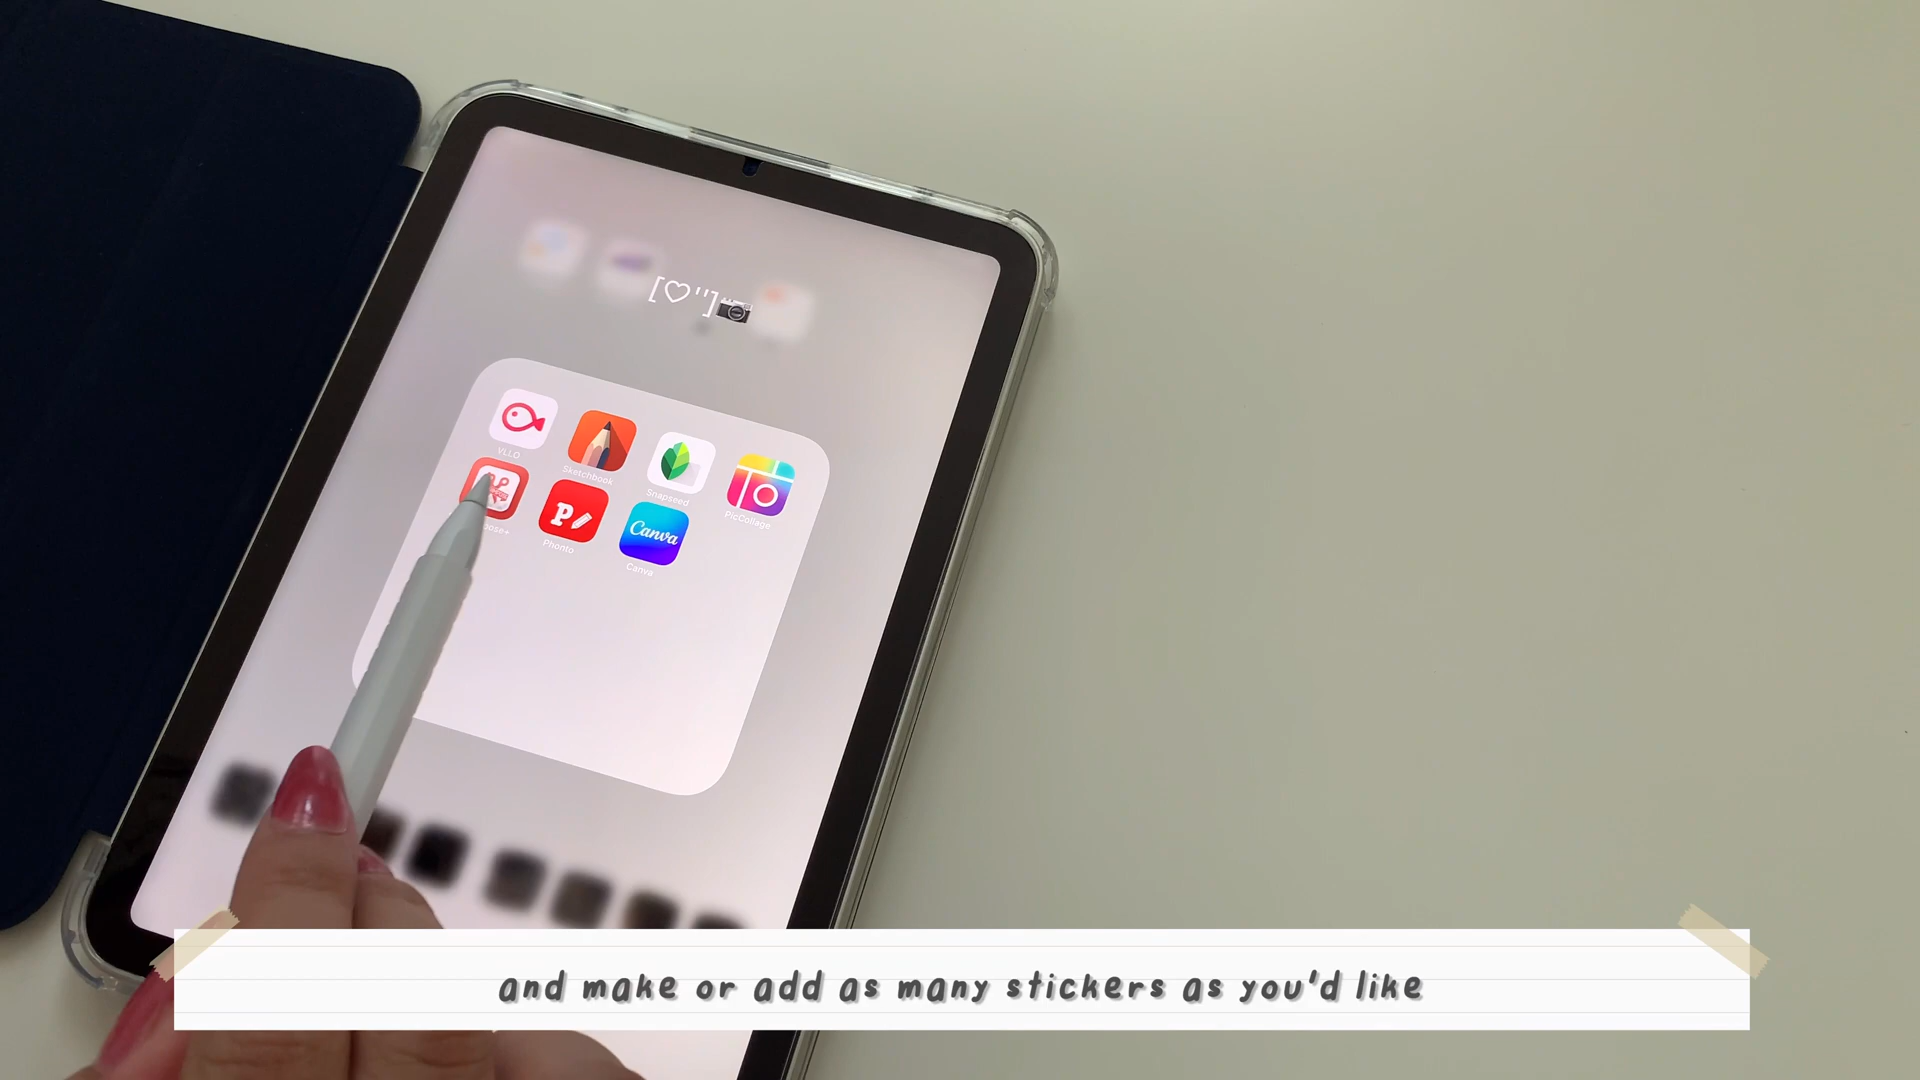 [♡'']📷
VLLO
Sketchbook
Snapseed
PicCollage
Phonto
Canva
Canva
and make or add as many stickers as you'd like